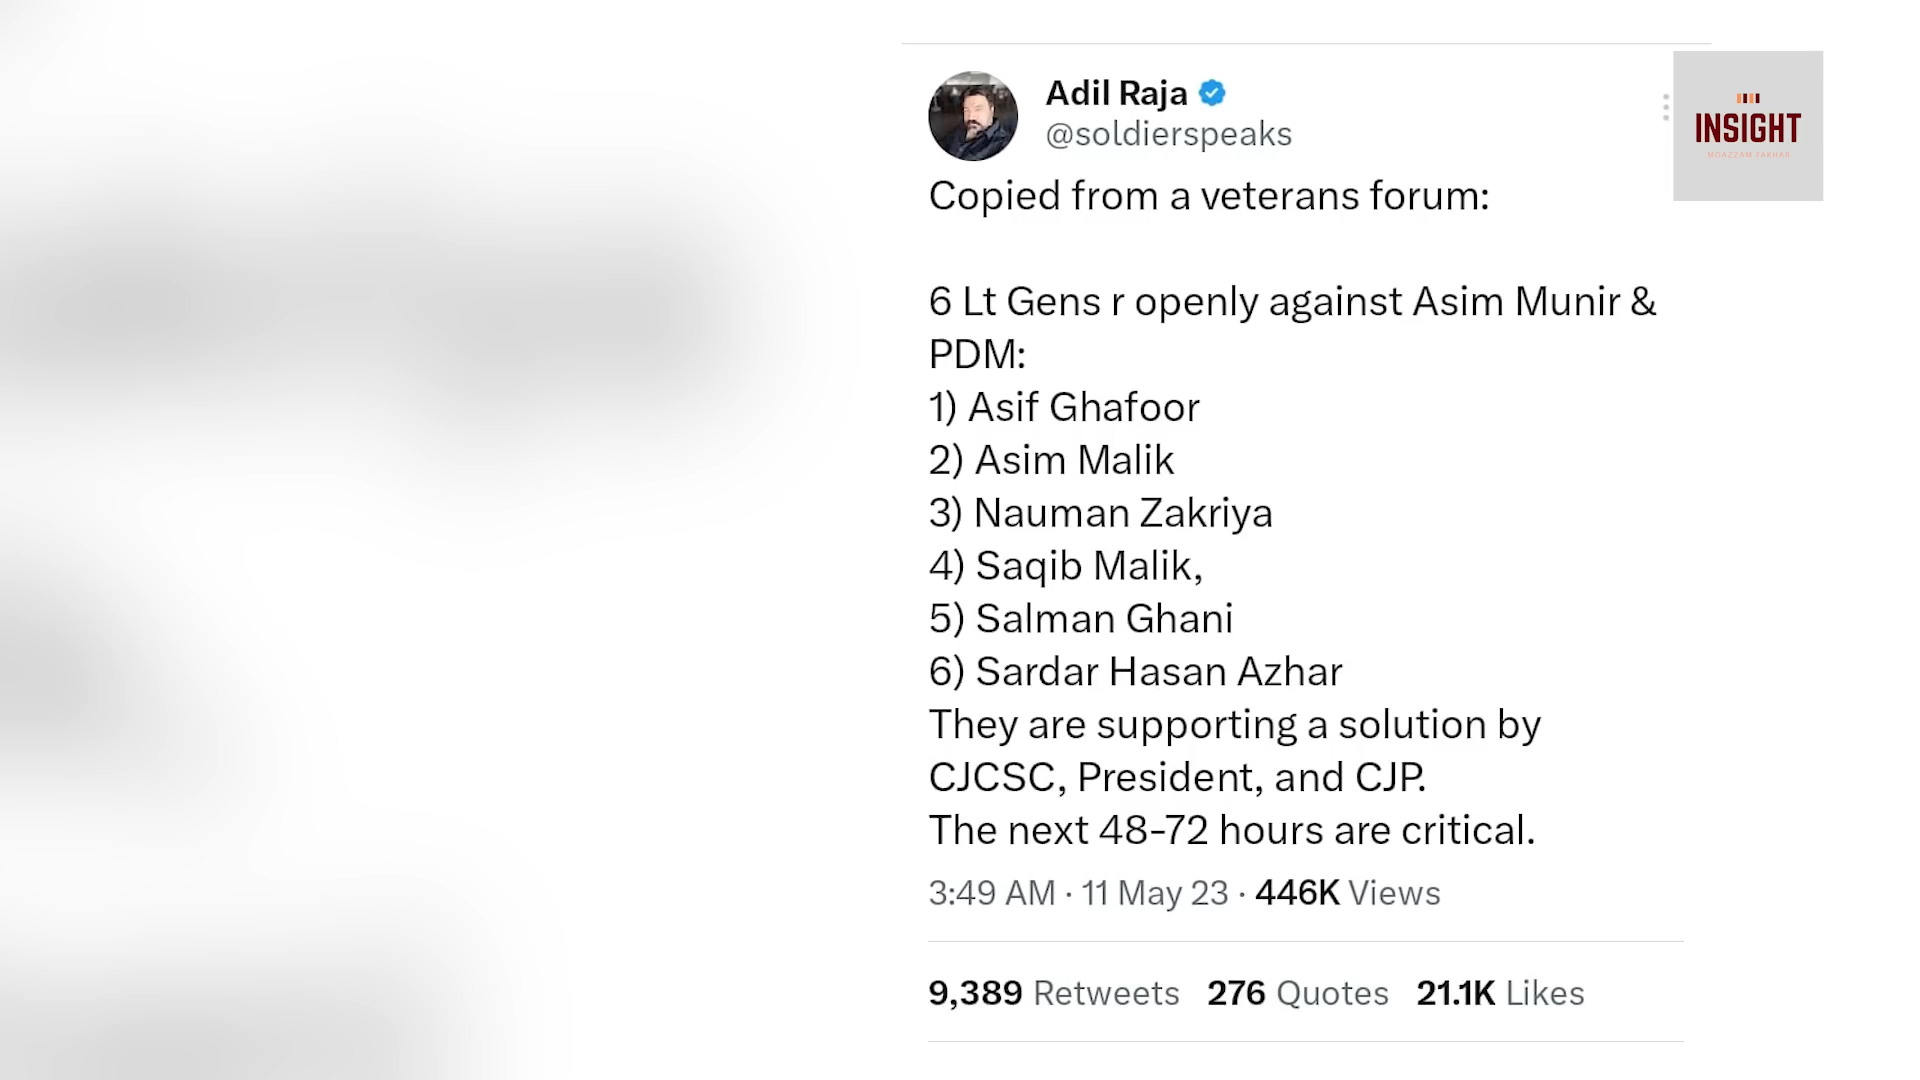 Adil Raja
@soldierspeaks
INSIGHT
MOAZZAM FAKHAR
Copied from a veterans forum:
6 Lt Gens r openly against Asim Munir &
PDM:
1) Asif Ghafoor
2) Asim Malik
3) Nauman Zakriya
4) Saqib Malik,
5) Salman Ghani
6) Sardar Hasan Azhar
They are supporting a solution by
CJCSC, President, and CJP.
The next 48-72 hours are critical.
3:49 AM · 11 May 23 · 446K Views
9,389 Retweets 276 Quotes 21.1K Likes